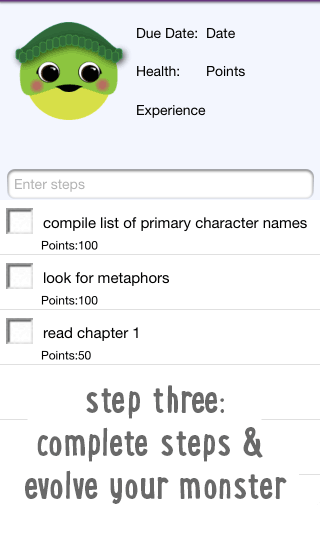 Due Date: Date
Health: Points
Experience
Enter steps
compile list of primary character names
Points:100
look for metaphors
Points:100
read chapter 1
Points:50
step three:
complete steps &
evolve your monster